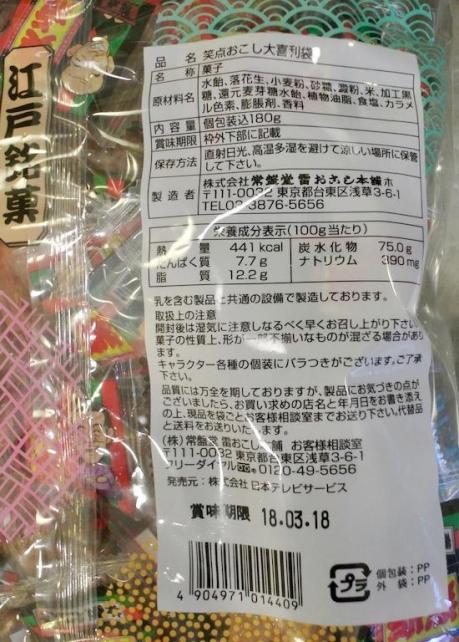 江戸銘菓
品 名 笑点おこし大喜利袋
名 称 菓子
原材料名 水飴、落花生、小麦粉、砂糖、澱粉、米、加工黒
糖、還元麦芽糖水飴、植物油脂、食塩、カラメ
ル色素、膨脹剤、香料
内容量 個包装込180g
賞味期限 枠外下部に記載
保存方法 直射日光、高温多湿を避けて涼しい場所に保管
して下さい。
製造者 株式会社 常盤堂 雷おこし本舗
〒111-0032 東京都台東区浅草3-6-1
TEL03-3876-5656
栄養成分表示(100g当たり)
熱 量 441kcal 炭水化物 75.0g
たんぱく質 7.7g ナトリウム 390mg
脂 質 12.2g
乳を含む製品と共通の設備で製造しております。
取扱上の注意
開封後は湿気に注意しなるべく早くお召し上がり下さい。
菓子の性質上、形が一部不揃いなものが混ざる場合があり
ます。
キャラクター各種の個装にバラつきがございます。ご了承
下さい。
品質には万全を期しておりますが、製品にお気づきの点が
ございましたら、お買い求めの店名と年月日をお書き添え
の上、現品を袋ごとお客様相談室までお送り下さい。代替品
と送料をお送りいたします。
(株)常盤堂 雷おこし本舗 お客様相談室
〒111-0032 東京都台東区浅草3-6-1
フリーダイヤル 0120-49-5656
発売元:株式会社 日本テレビサービス
賞味期限 18.03.18
4 904971 014409
プラ
個包装:PP
外 袋:PP